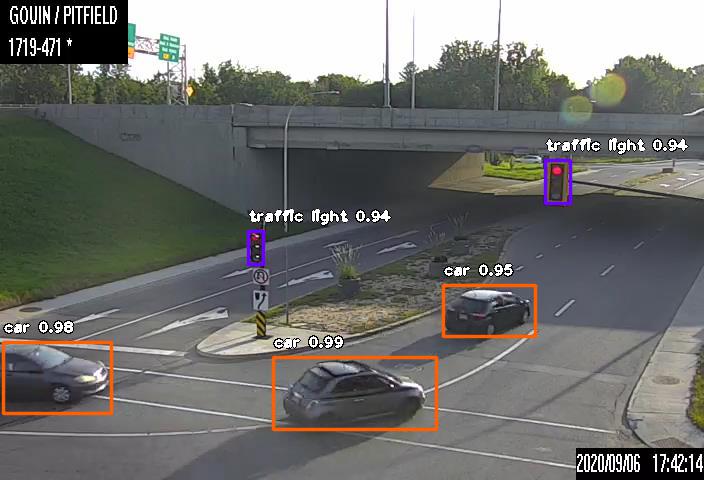 GOUIN / PITFIELD
1719-471 *
traffic light 0.94
traffic light 0.94
car 0.95
car 0.98
car 0.99
2020/09/06 17:42:14